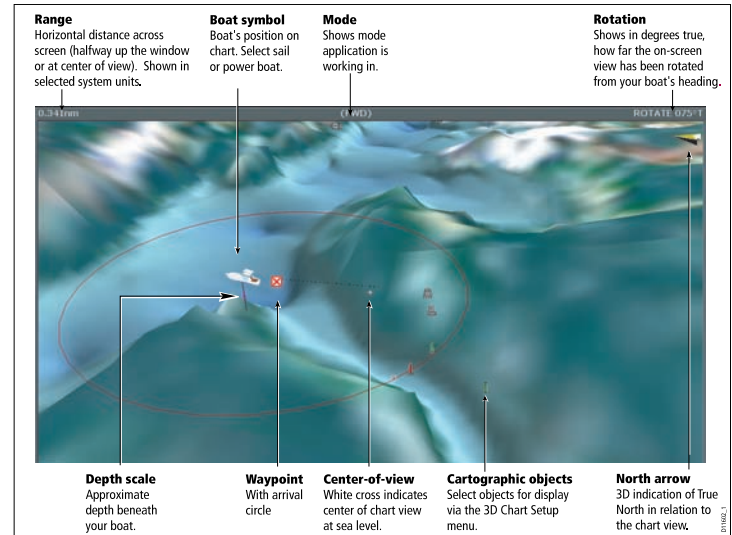 Range
Horizontal distance across
screen (halfway up the window
or at center of view). Shown in
selected system units.
Boat symbol
Boat's position on
chart. Select sail
or power boat.
Mode
Shows mode
application is
working in.
Rotation
Shows in degrees true,
how far the on-screen
view has been rotated
from your boat's heading.
0.341nm
(FWD)
ROTATE 075°T
Depth scale
Approximate
depth beneath
your boat.
Waypoint
With arrival
circle
Center-of-view
White cross indicates
center of chart view
at sea level.
Cartographic objects
Select objects for display
via the 3D Chart Setup
menu.
North arrow
3D indication of True
North in relation to
the chart view.
D11602_1